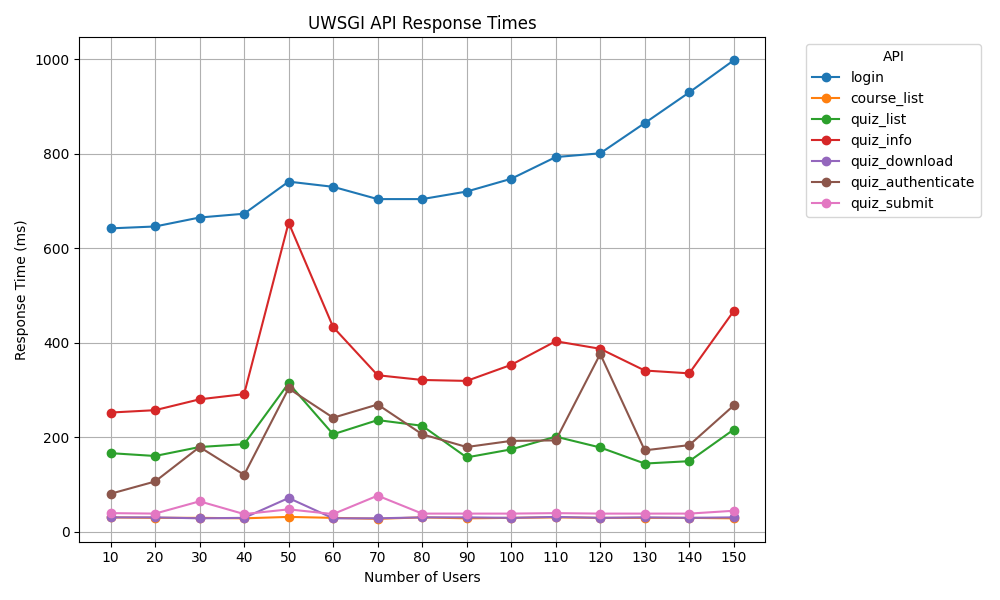 UWSGI API Response Times
Response Time (ms)
1000
800
600
400
200
0
10 20 30 40 50 60 70 80 90 100 110 120 130 140 150
Number of Users
API
login
course_list
quiz_list
quiz_info
quiz_download
quiz_authenticate
quiz_submit